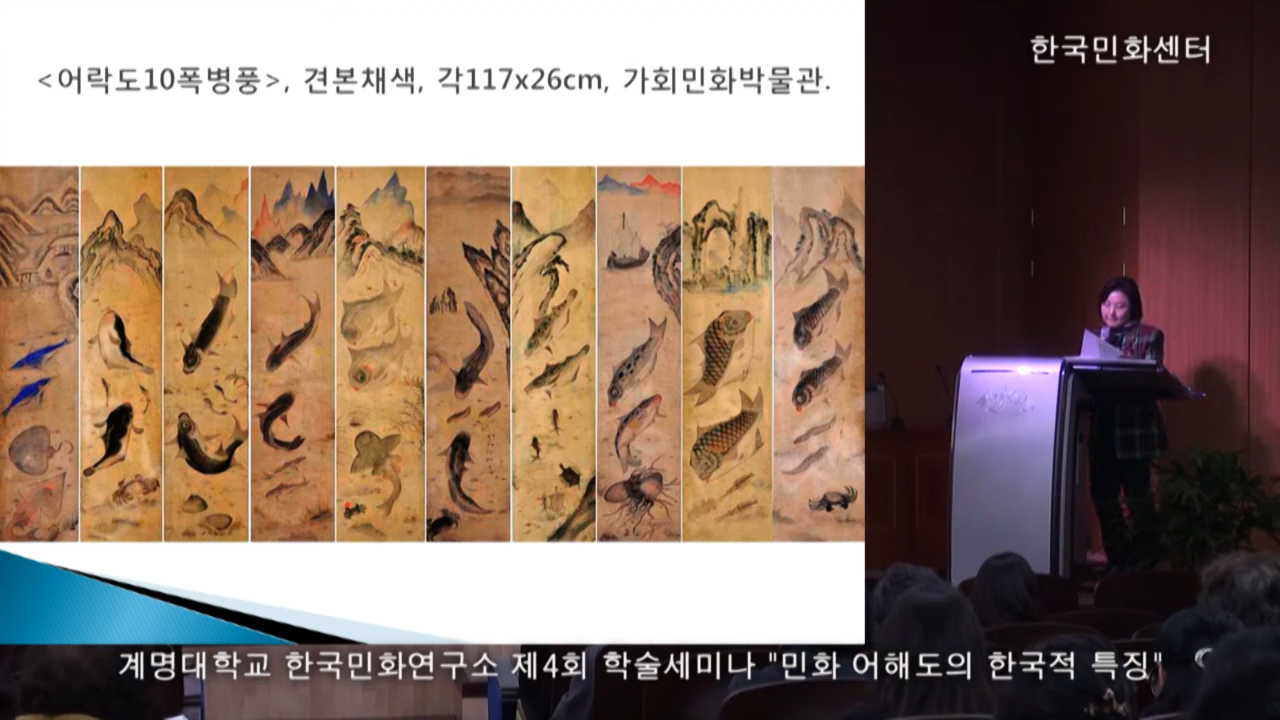 <어락도10폭병풍>, 견본채색, 각117x26cm, 가회민화박물관.
한국민화센터
계명대학교 한국민화연구소 제4회 학술세미나 "민화 어해도의 한국적 특징"